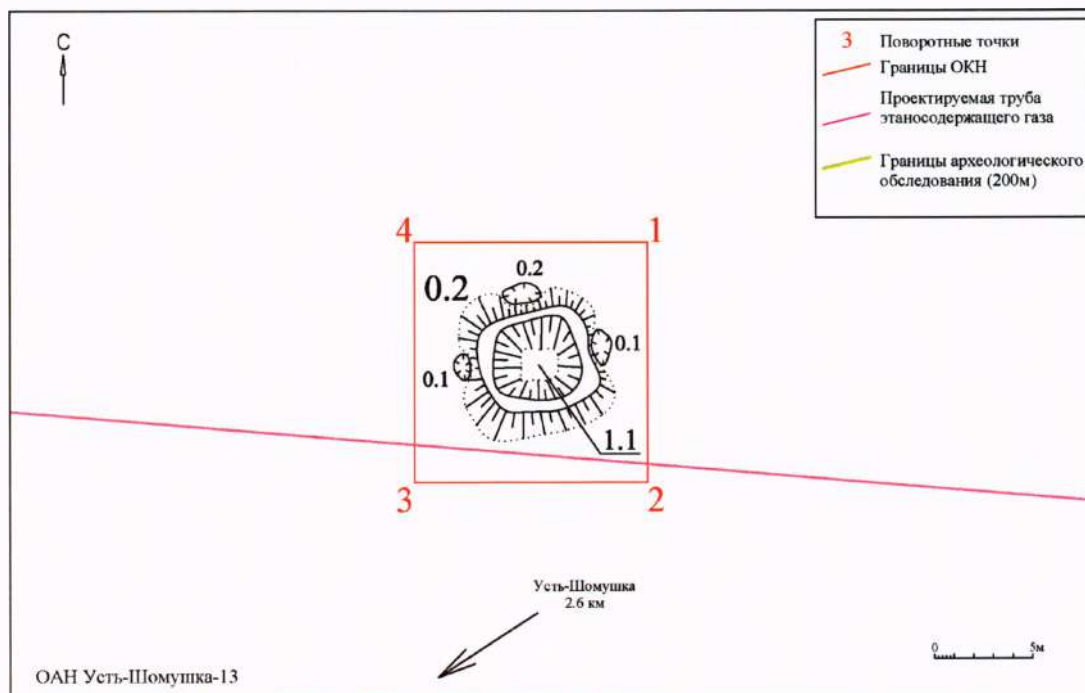 С
3 Поворотные точки
Границы ОКН
Проектируемая труба
этаносодержащего газа
Границы археологического
обследования (200м)
4
1
0.2
0.2
0.1
0.1
1.1
3
2
Усть-Шомушка
2.6 км
0
5м
ОАН Усть-Шомушка-13